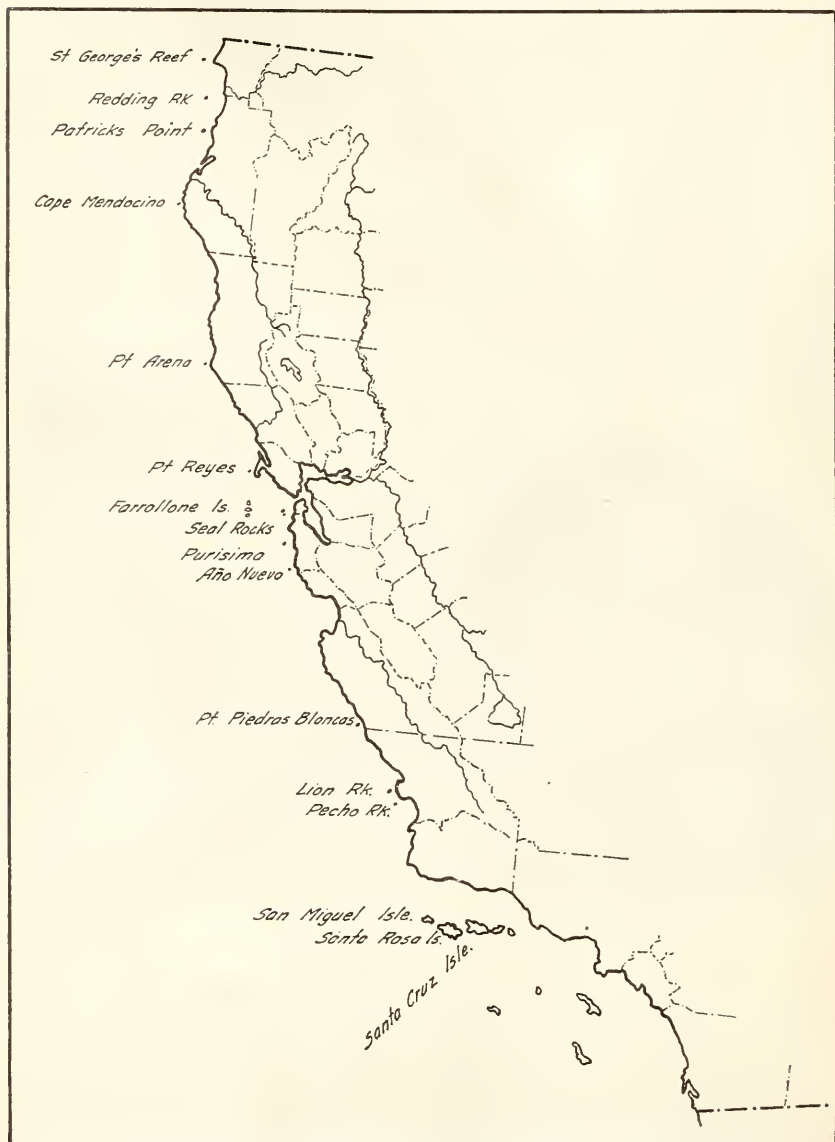 St George's Reef
Redding Rk
Patricks Point
Cape Mendocino
Pt Arena
Pt Reyes
Farrollone Is.
Seal Rocks
Purisima
Año Nuevo
Pt. Piedras Blancas
Lion Rk.
Pecho Rk.
San Miguel Isle.
Santa Rosa Is.
Santa Cruz Isle.